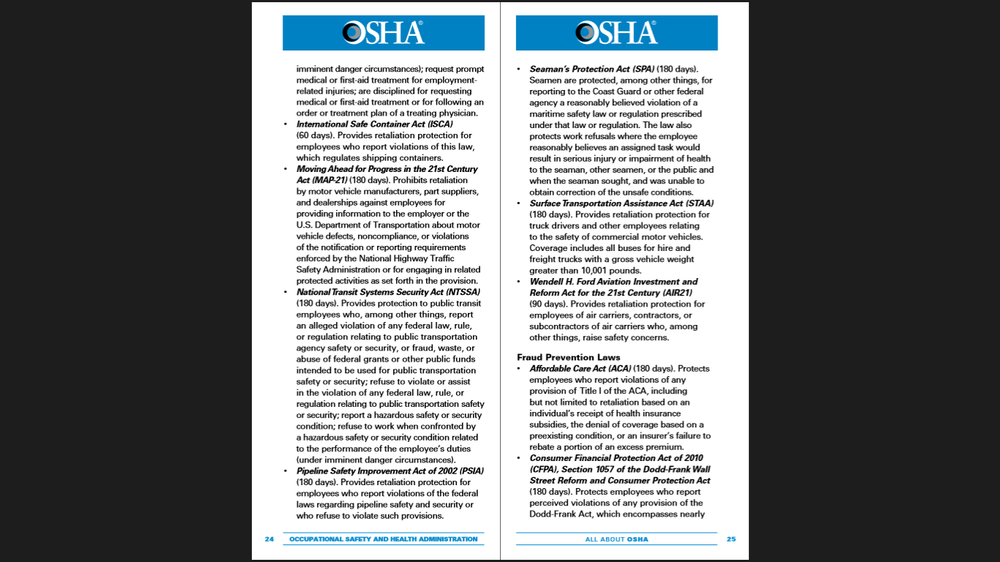 OSHA®
imminent danger circumstances); request prompt
medical or first-aid treatment for employment-
related injuries; are disciplined for requesting
medical or first-aid treatment or for following an
order or treatment plan of a treating physician.
• International Safe Container Act (ISCA)
(60 days). Provides retaliation protection for
employees who report violations of this law,
which regulates shipping containers.
• Moving Ahead for Progress in the 21st Century
Act (MAP-21) (180 days). Prohibits retaliation
by motor vehicle manufacturers, part suppliers,
and dealerships against employees for
providing information to the employer or the
U.S. Department of Transportation about motor
vehicle defects, noncompliance, or violations
of the notification or reporting requirements
enforced by the National Highway Traffic
Safety Administration or for engaging in related
protected activities as set forth in the provision.
• National Transit Systems Security Act (NTSSA)
(180 days). Provides protection to public transit
employees who, among other things, report
an alleged violation of any federal law, rule,
or regulation relating to public transportation
agency safety or security, or fraud, waste, or
abuse of federal grants or other public funds
intended to be used for public transportation
safety or security; refuse to violate or assist
in the violation of any federal law, rule, or
regulation relating to public transportation safety
or security; report a hazardous safety or security
condition; refuse to work when confronted by
a hazardous safety or security condition related
to the performance of the employee's duties
(under imminent danger circumstances).
• Pipeline Safety Improvement Act of 2002 (PSIA)
(180 days). Provides retaliation protection for
employees who report violations of the federal
laws regarding pipeline safety and security or
who refuse to violate such provisions.
24 OCCUPATIONAL SAFETY AND HEALTH ADMINISTRATION
OSHA®
• Seaman's Protection Act (SPA) (180 days).
Seamen are protected, among other things, for
reporting to the Coast Guard or other federal
agency a reasonably believed violation of a
maritime safety law or regulation prescribed
under that law or regulation. The law also
protects work refusals where the employee
reasonably believes an assigned task would
result in serious injury or impairment of health
to the seaman, other seamen, or the public and
when the seaman sought, and was unable to
obtain correction of the unsafe conditions.
• Surface Transportation Assistance Act (STAA)
(180 days). Provides retaliation protection for
truck drivers and other employees relating
to the safety of commercial motor vehicles.
Coverage includes all buses for hire and
freight trucks with a gross vehicle weight
greater than 10,001 pounds.
• Wendell H. Ford Aviation Investment and
Reform Act for the 21st Century (AIR21)
(90 days). Provides retaliation protection for
employees of air carriers, contractors, or
subcontractors of air carriers who, among
other things, raise safety concerns.
Fraud Prevention Laws
• Affordable Care Act (ACA) (180 days). Protects
employees who report violations of any
provision of Title I of the ACA, including
but not limited to retaliation based on an
individual's receipt of health insurance
subsidies, the denial of coverage based on a
preexisting condition, or an insurer's failure to
rebate a portion of an excess premium.
• Consumer Financial Protection Act of 2010
(CFPA), Section 1057 of the Dodd-Frank Wall
Street Reform and Consumer Protection Act
(180 days). Protects employees who report
perceived violations of any provision of the
Dodd-Frank Act, which encompasses nearly
ALL ABOUT OSHA 25